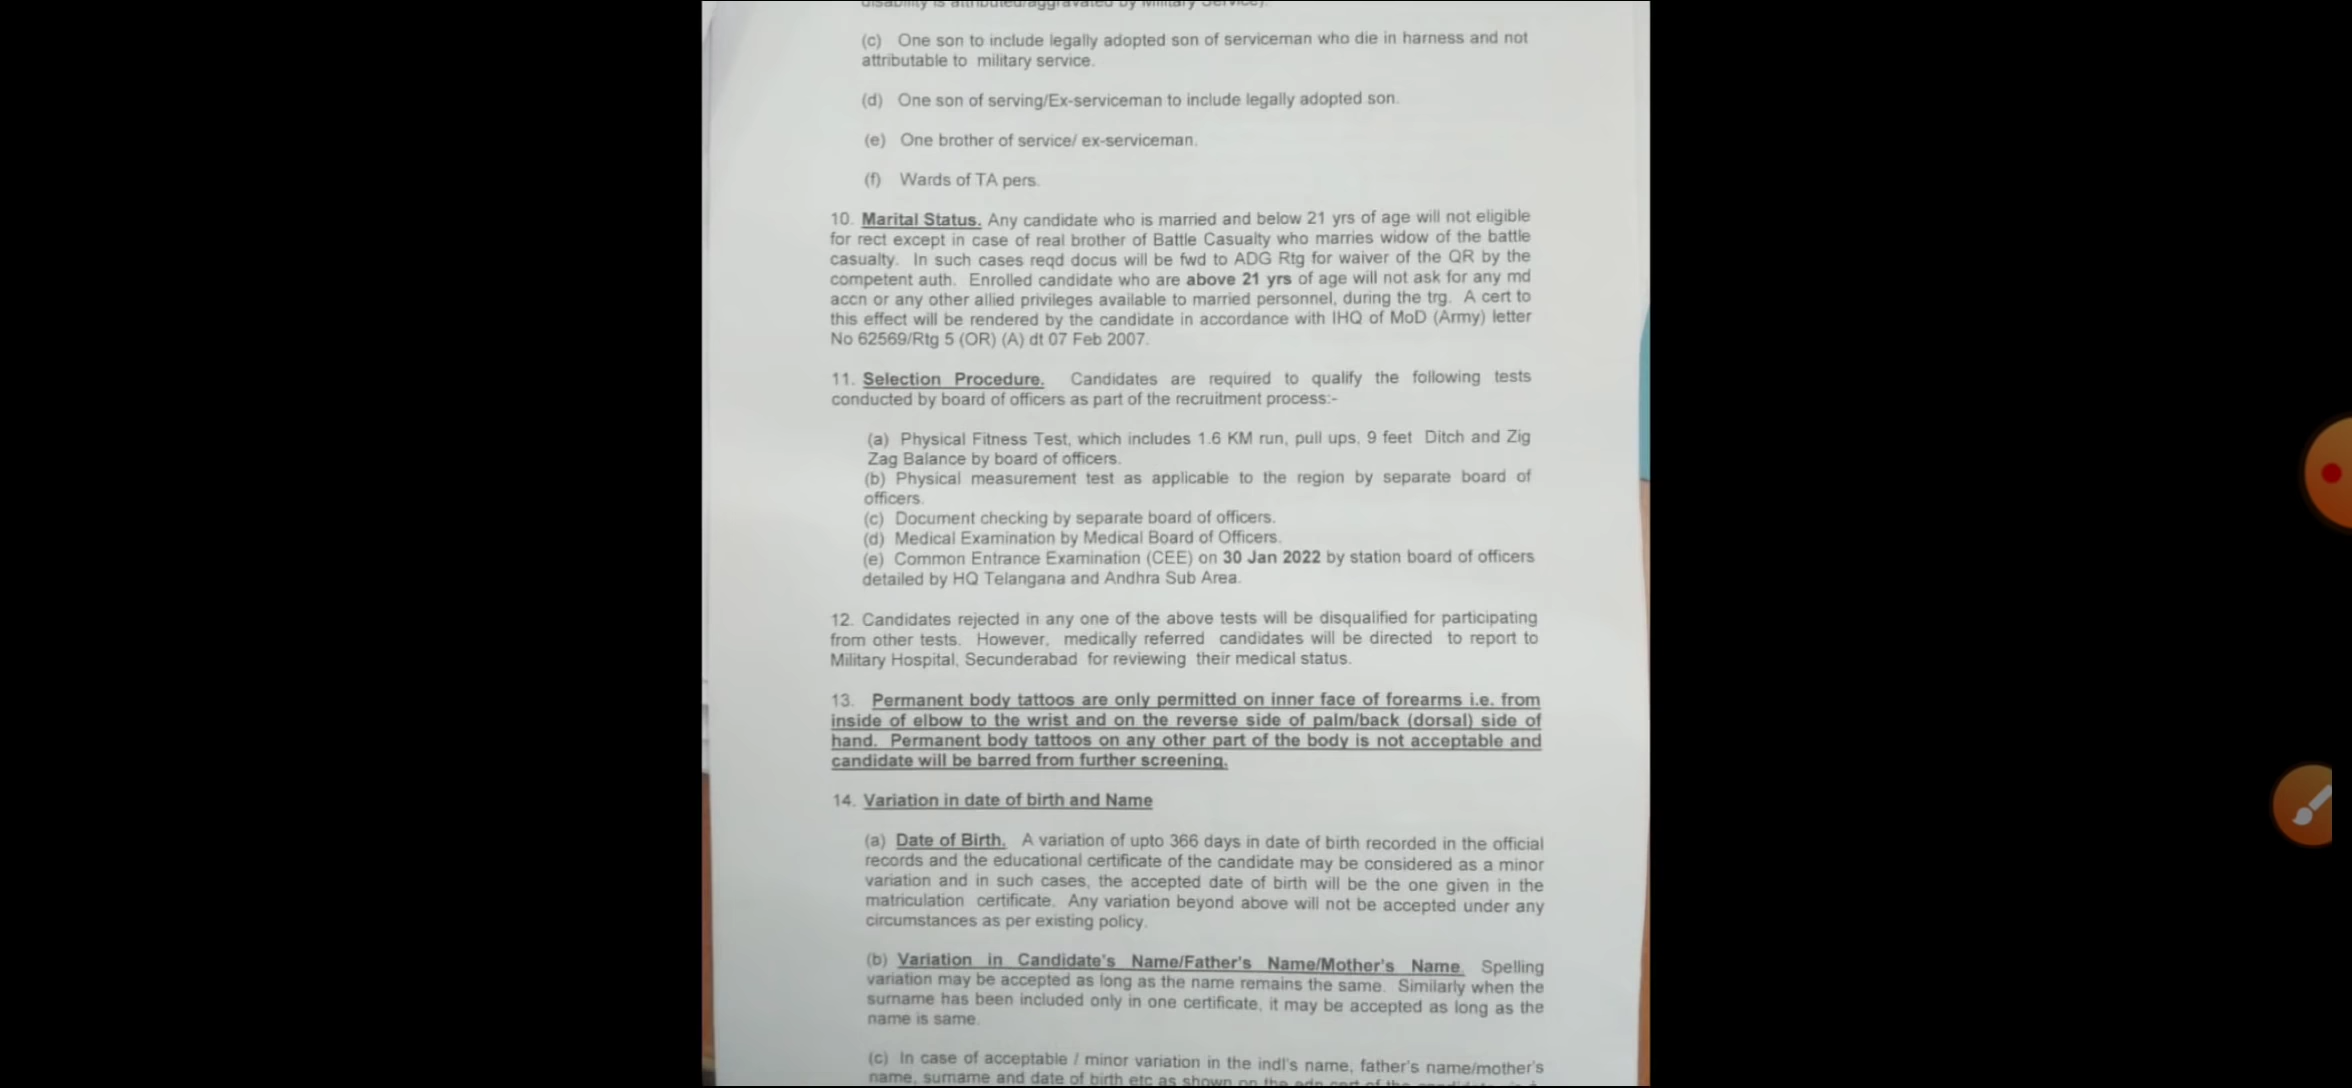 disability is attributed/aggravated by Military Service).
(c) One son to include legally adopted son of serviceman who die in harness and not
attributable to military service.
(d) One son of serving/Ex-serviceman to include legally adopted son.
(e) One brother of service/ ex-serviceman.
(f) Wards of TA pers.
10. Marital Status. Any candidate who is married and below 21 yrs of age will not eligible
for rect except in case of real brother of Battle Casualty who marries widow of the battle
casualty. In such cases reqd docus will be fwd to ADG Rtg for waiver of the QR by the
competent auth. Enrolled candidate who are above 21 yrs of age will not ask for any md
accn or any other allied privileges available to married personnel, during the trg. A cert to
this effect will be rendered by the candidate in accordance with IHQ of MoD (Army) letter
No 62569/Rtg 5 (OR) (A) dt 07 Feb 2007.
11. Selection Procedure. Candidates are required to qualify the following tests
conducted by board of officers as part of the recruitment process:-
(a) Physical Fitness Test, which includes 1.6 KM run, pull ups, 9 feet Ditch and Zig
Zag Balance by board of officers.
(b) Physical measurement test as applicable to the region by separate board of
officers.
(c) Document checking by separate board of officers.
(d) Medical Examination by Medical Board of Officers.
(e) Common Entrance Examination (CEE) on 30 Jan 2022 by station board of officers
detailed by HQ Telangana and Andhra Sub Area.
12. Candidates rejected in any one of the above tests will be disqualified for participating
from other tests. However, medically referred candidates will be directed to report to
Military Hospital, Secunderabad for reviewing their medical status.
13. Permanent body tattoos are only permitted on inner face of forearms i.e. from
inside of elbow to the wrist and on the reverse side of palm/back (dorsal) side of
hand. Permanent body tattoos on any other part of the body is not acceptable and
candidate will be barred from further screening.
14. Variation in date of birth and Name
(a) Date of Birth. A variation of upto 366 days in date of birth recorded in the official
records and the educational certificate of the candidate may be considered as a minor
variation and in such cases, the accepted date of birth will be the one given in the
matriculation certificate. Any variation beyond above will not be accepted under any
circumstances as per existing policy.
(b) Variation in Candidate's Name/Father's Name/Mother's Name. Spelling
variation may be accepted as long as the name remains the same. Similarly when the
surname has been included only in one certificate, it may be accepted as long as the
name is same.
(c) In case of acceptable / minor variation in the indl's name, father's name/mother's
name, surname and date of birth etc as shown on the edn cert of the